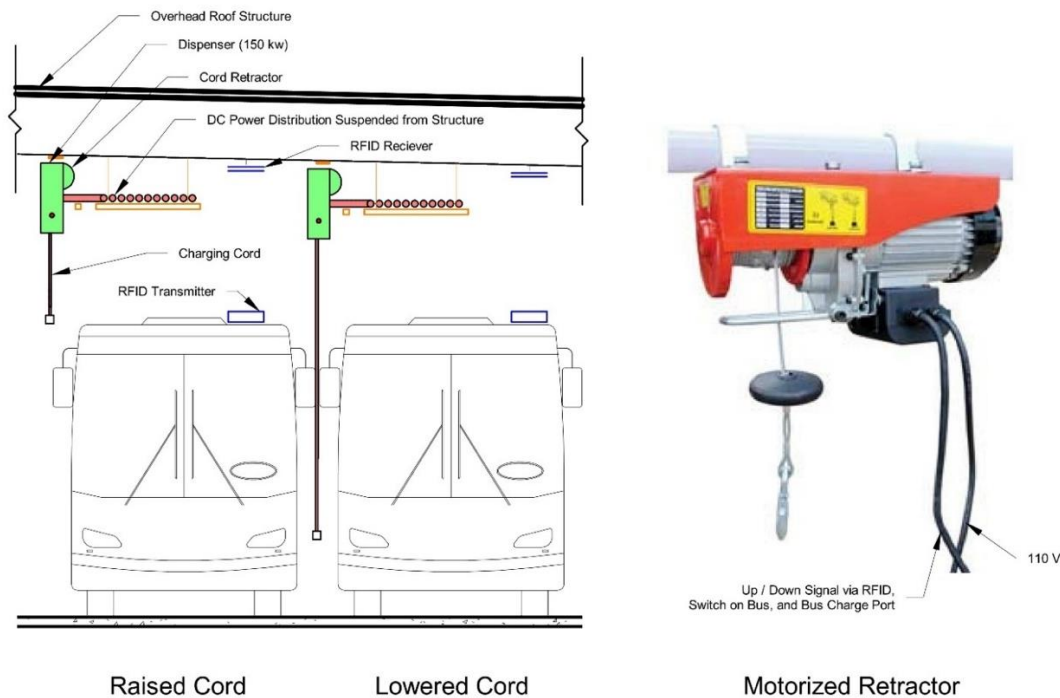 Overhead Roof Structure
Dispenser (150 kw)
Cord Retractor
DC Power Distribution Suspended from Structure
RFID Reciever
Charging Cord
RFID Transmitter
110 V
Up / Down Signal via RFID,
Switch on Bus, and Bus Charge Port
Raised Cord
Lowered Cord
Motorized Retractor